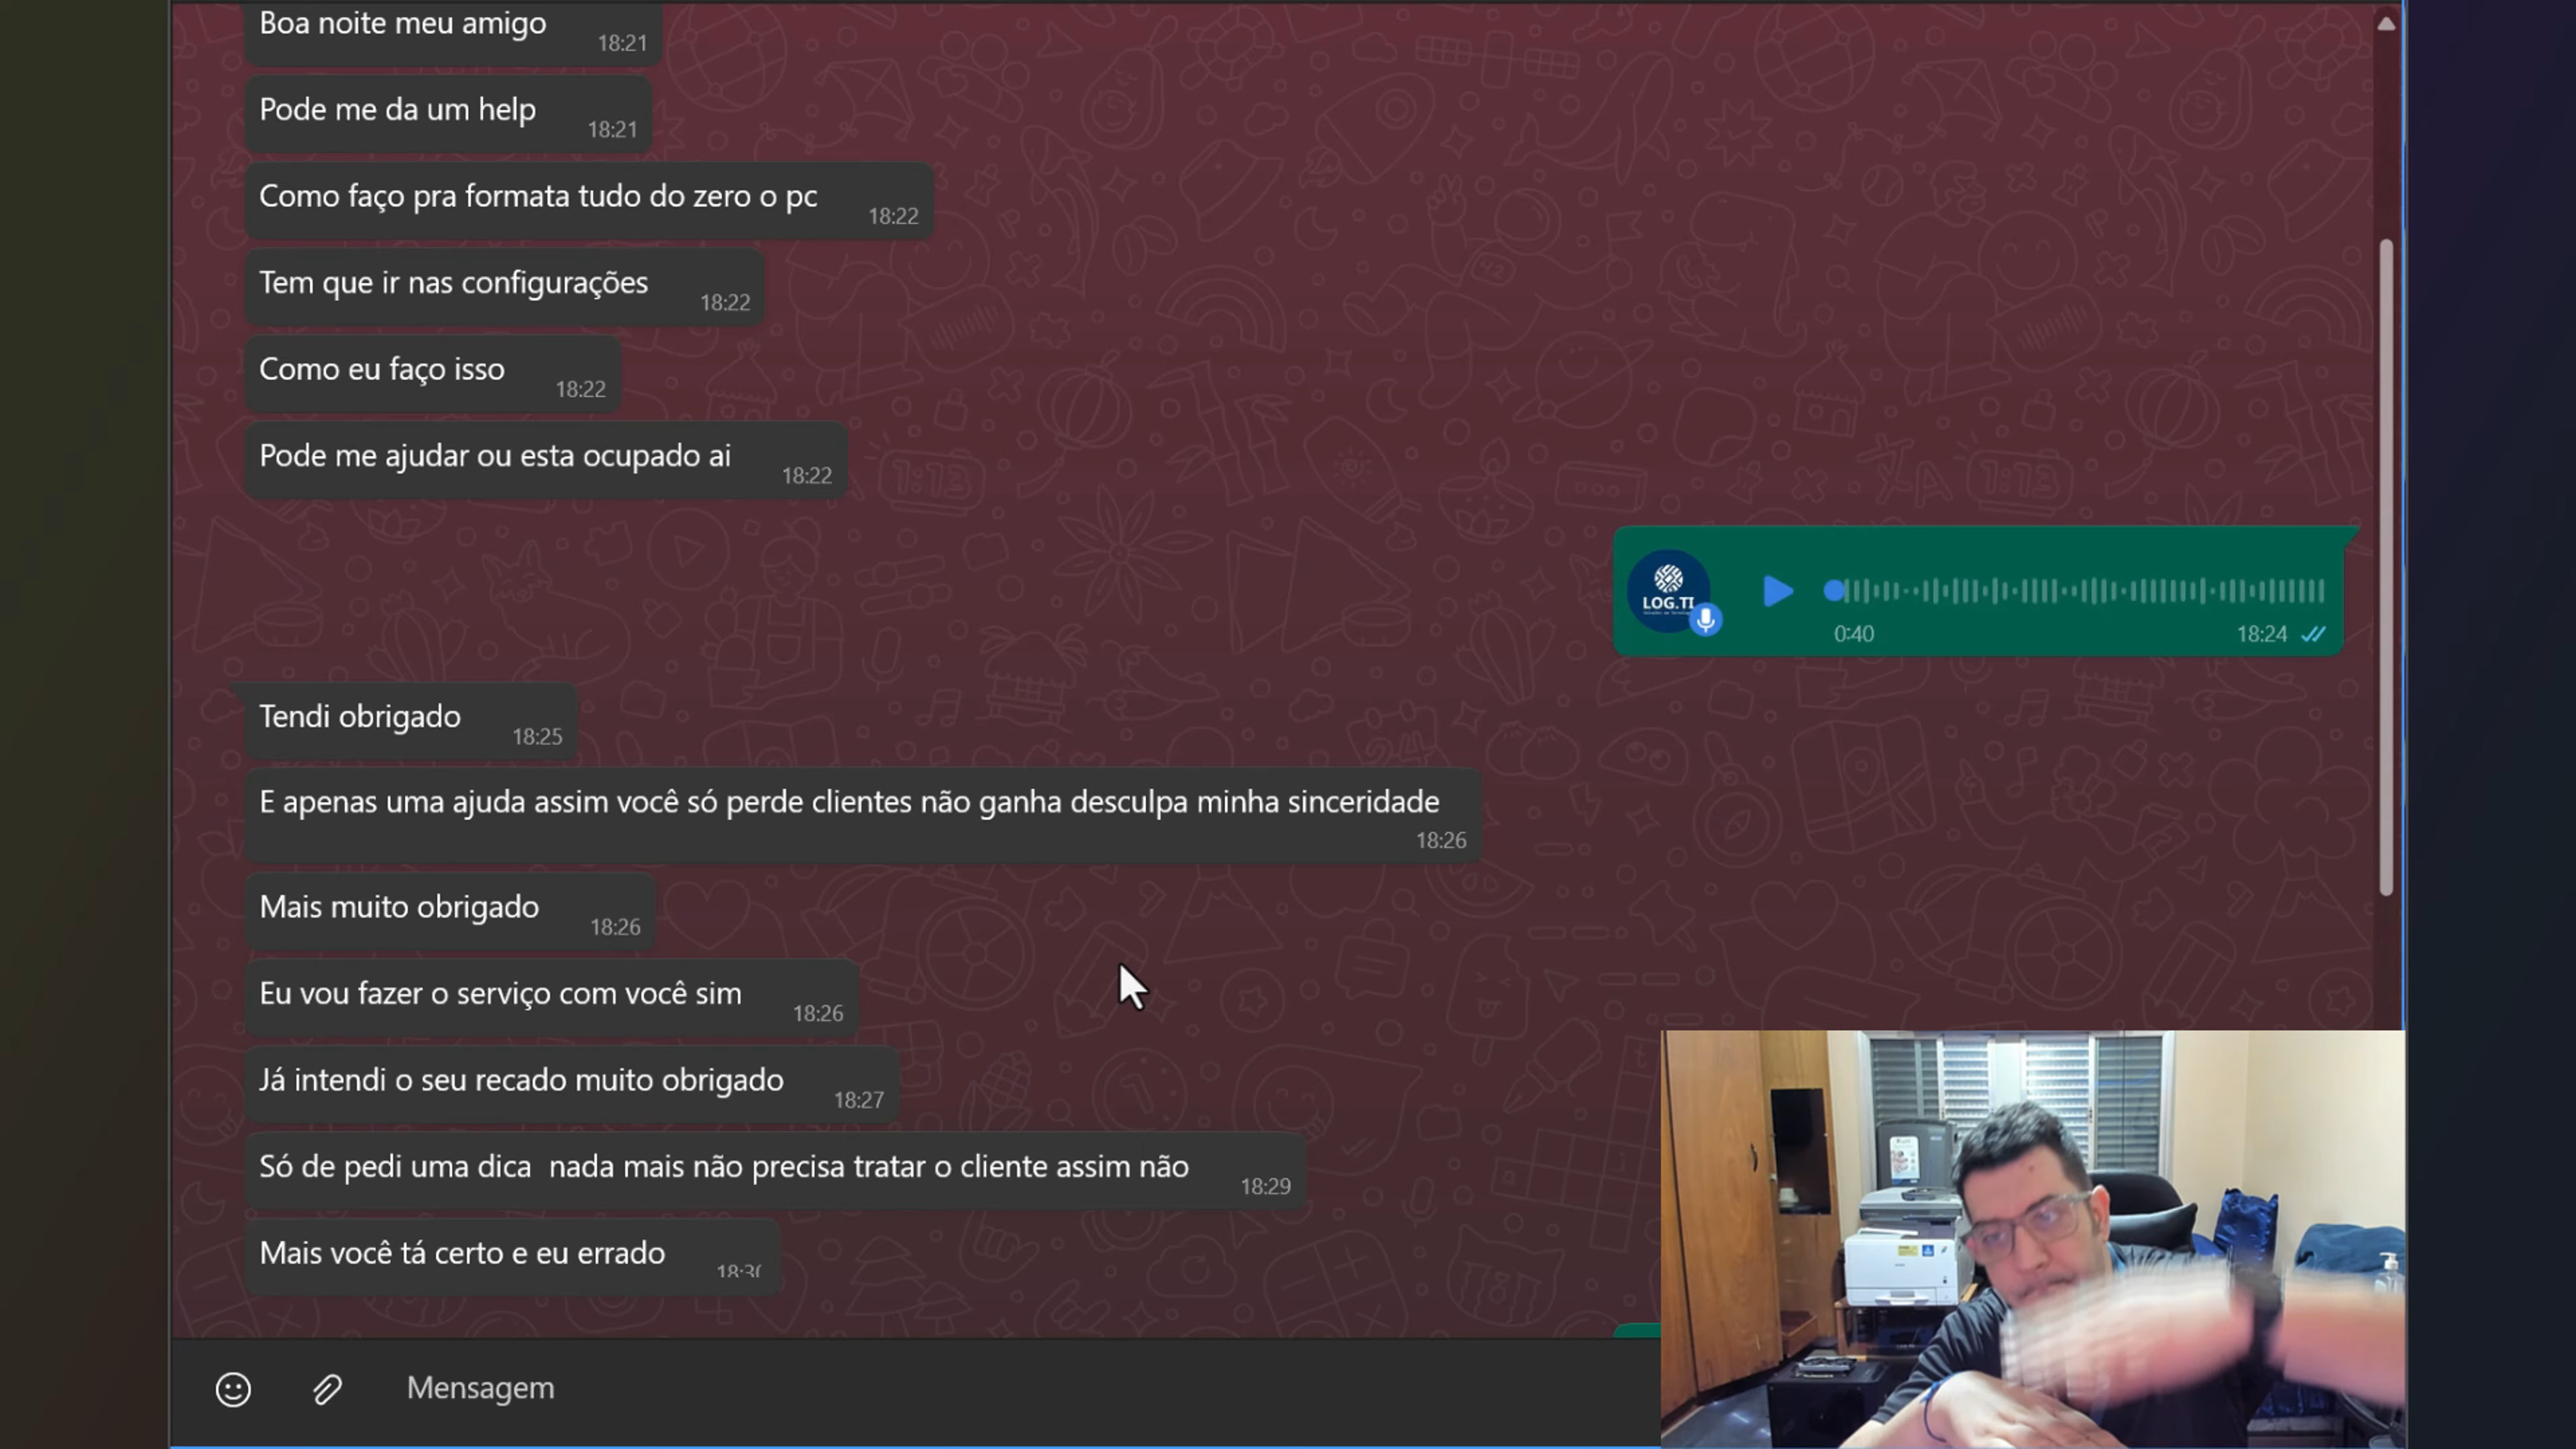 Boa noite meu amigo
18:21
Pode me da um help
18:21
Como faço pra formata tudo do zero o pc
18:22
Tem que ir nas configurações
18:22
Como eu faço isso
18:22
Pode me ajudar ou esta ocupado ai
18:22
LOG.TI
0:40
18:24
Tendi obrigado
18:25
E apenas uma ajuda assim você só perde clientes não ganha desculpa minha sinceridade
18:26
Mais muito obrigado
18:26
Eu vou fazer o serviço com você sim
18:26
Já intendi o seu recado muito obrigado
18:27
Só de pedi uma dica  nada mais não precisa tratar o cliente assim não
18:29
Mais você tá certo e eu errado
Mensagem